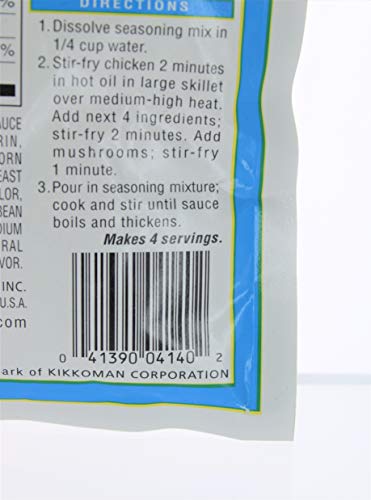 %
%
AUCE
RIN,
ORN
EAST
LOR,
BEAN
DIUM
RAL
VOR.
INC.
U.S.A.
com
DIRECTIONS
1. Dissolve seasoning mix in
1/4 cup water.
2. Stir-fry chicken 2 minutes
in hot oil in large skillet
over medium-high heat.
Add next 4 ingredients;
stir-fry 2 minutes. Add
mushrooms; stir-fry
1 minute.
3. Pour in seasoning mixture;
cook and stir until sauce
boils and thickens.
Makes 4 servings.
0 41390 04140 2
ark of KIKKOMAN CORPORATION